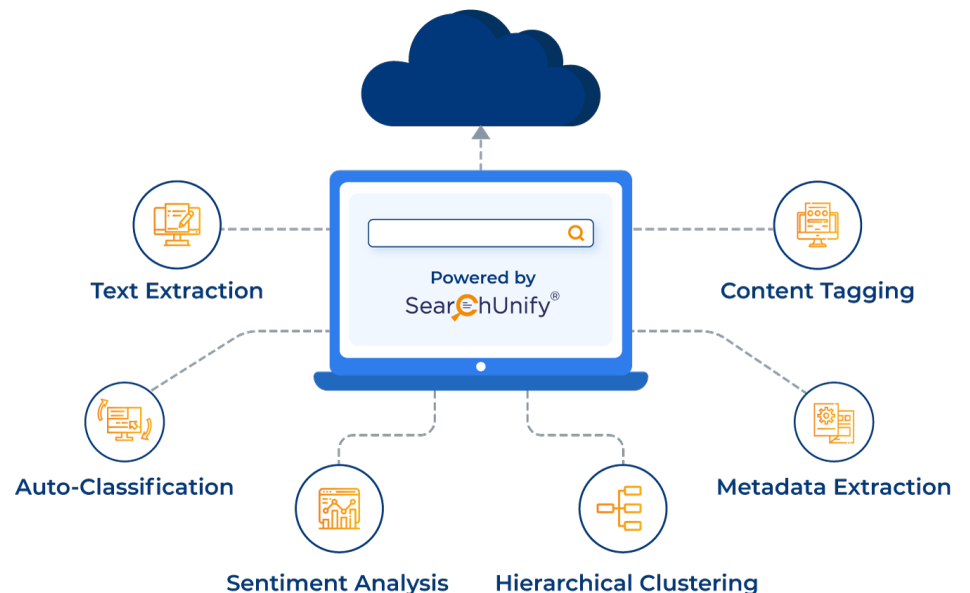 Powered by
SearchUnify®
Text Extraction
Content Tagging
Auto-Classification
Metadata Extraction
Sentiment Analysis
Hierarchical Clustering